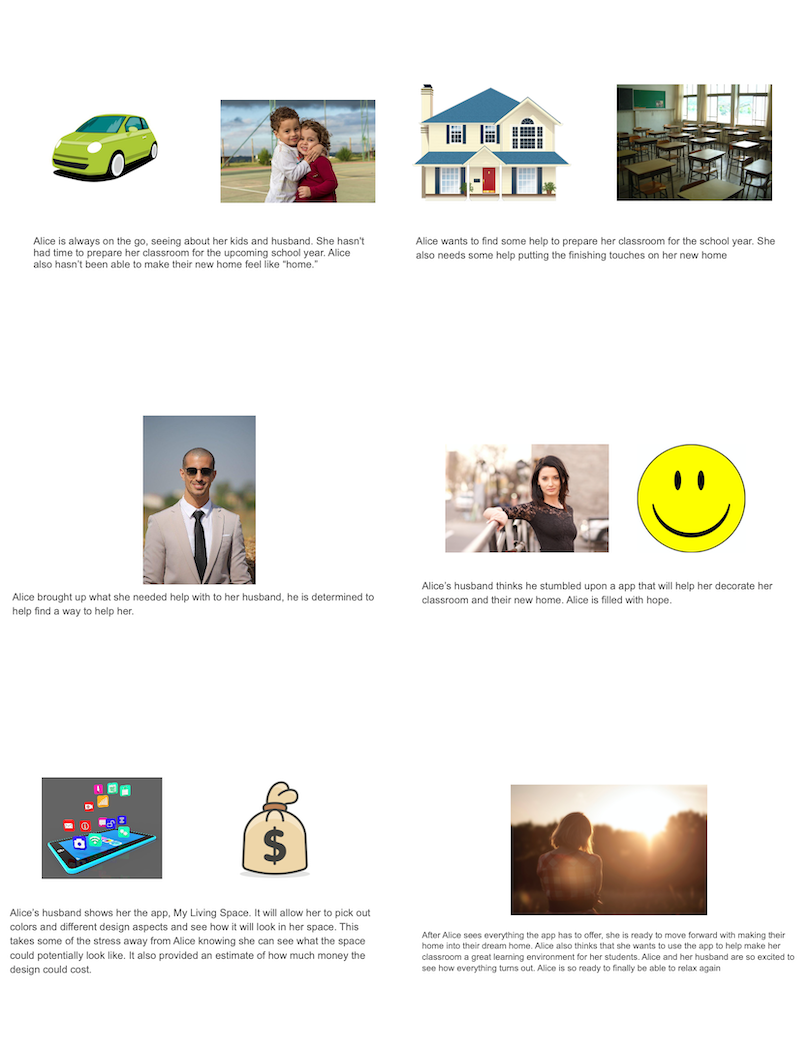 Alice is always on the go, seeing about her kids and husband. She hasn't
had time to prepare her classroom for the upcoming school year. Alice
also hasn't been able to make their new home feel like “home.”
Alice wants to find some help to prepare her classroom for the school year. She
also needs some help putting the finishing touches on her new home
Alice brought up what she needed help with to her husband, he is determined to
help find a way to help her.
Alice's husband thinks he stumbled upon a app that will help her decorate her
classroom and their new home. Alice is filled with hope.
$
Alice's husband shows her the app, My Living Space. It will allow her to pick out
colors and different design aspects and see how it will look in her space. This
takes some of the stress away from Alice knowing she can see what the space
could potentially look like. It also provided an estimate of how much money the
design could cost.
After Alice sees everything the app has to offer, she is ready to move forward with making their
home into their dream home. Alice also thinks that she wants to use the app to help make her
classroom a great learning environment for her students. Alice and her husband are so excited to
see how everything turns out. Alice is so ready to finally be able to relax again